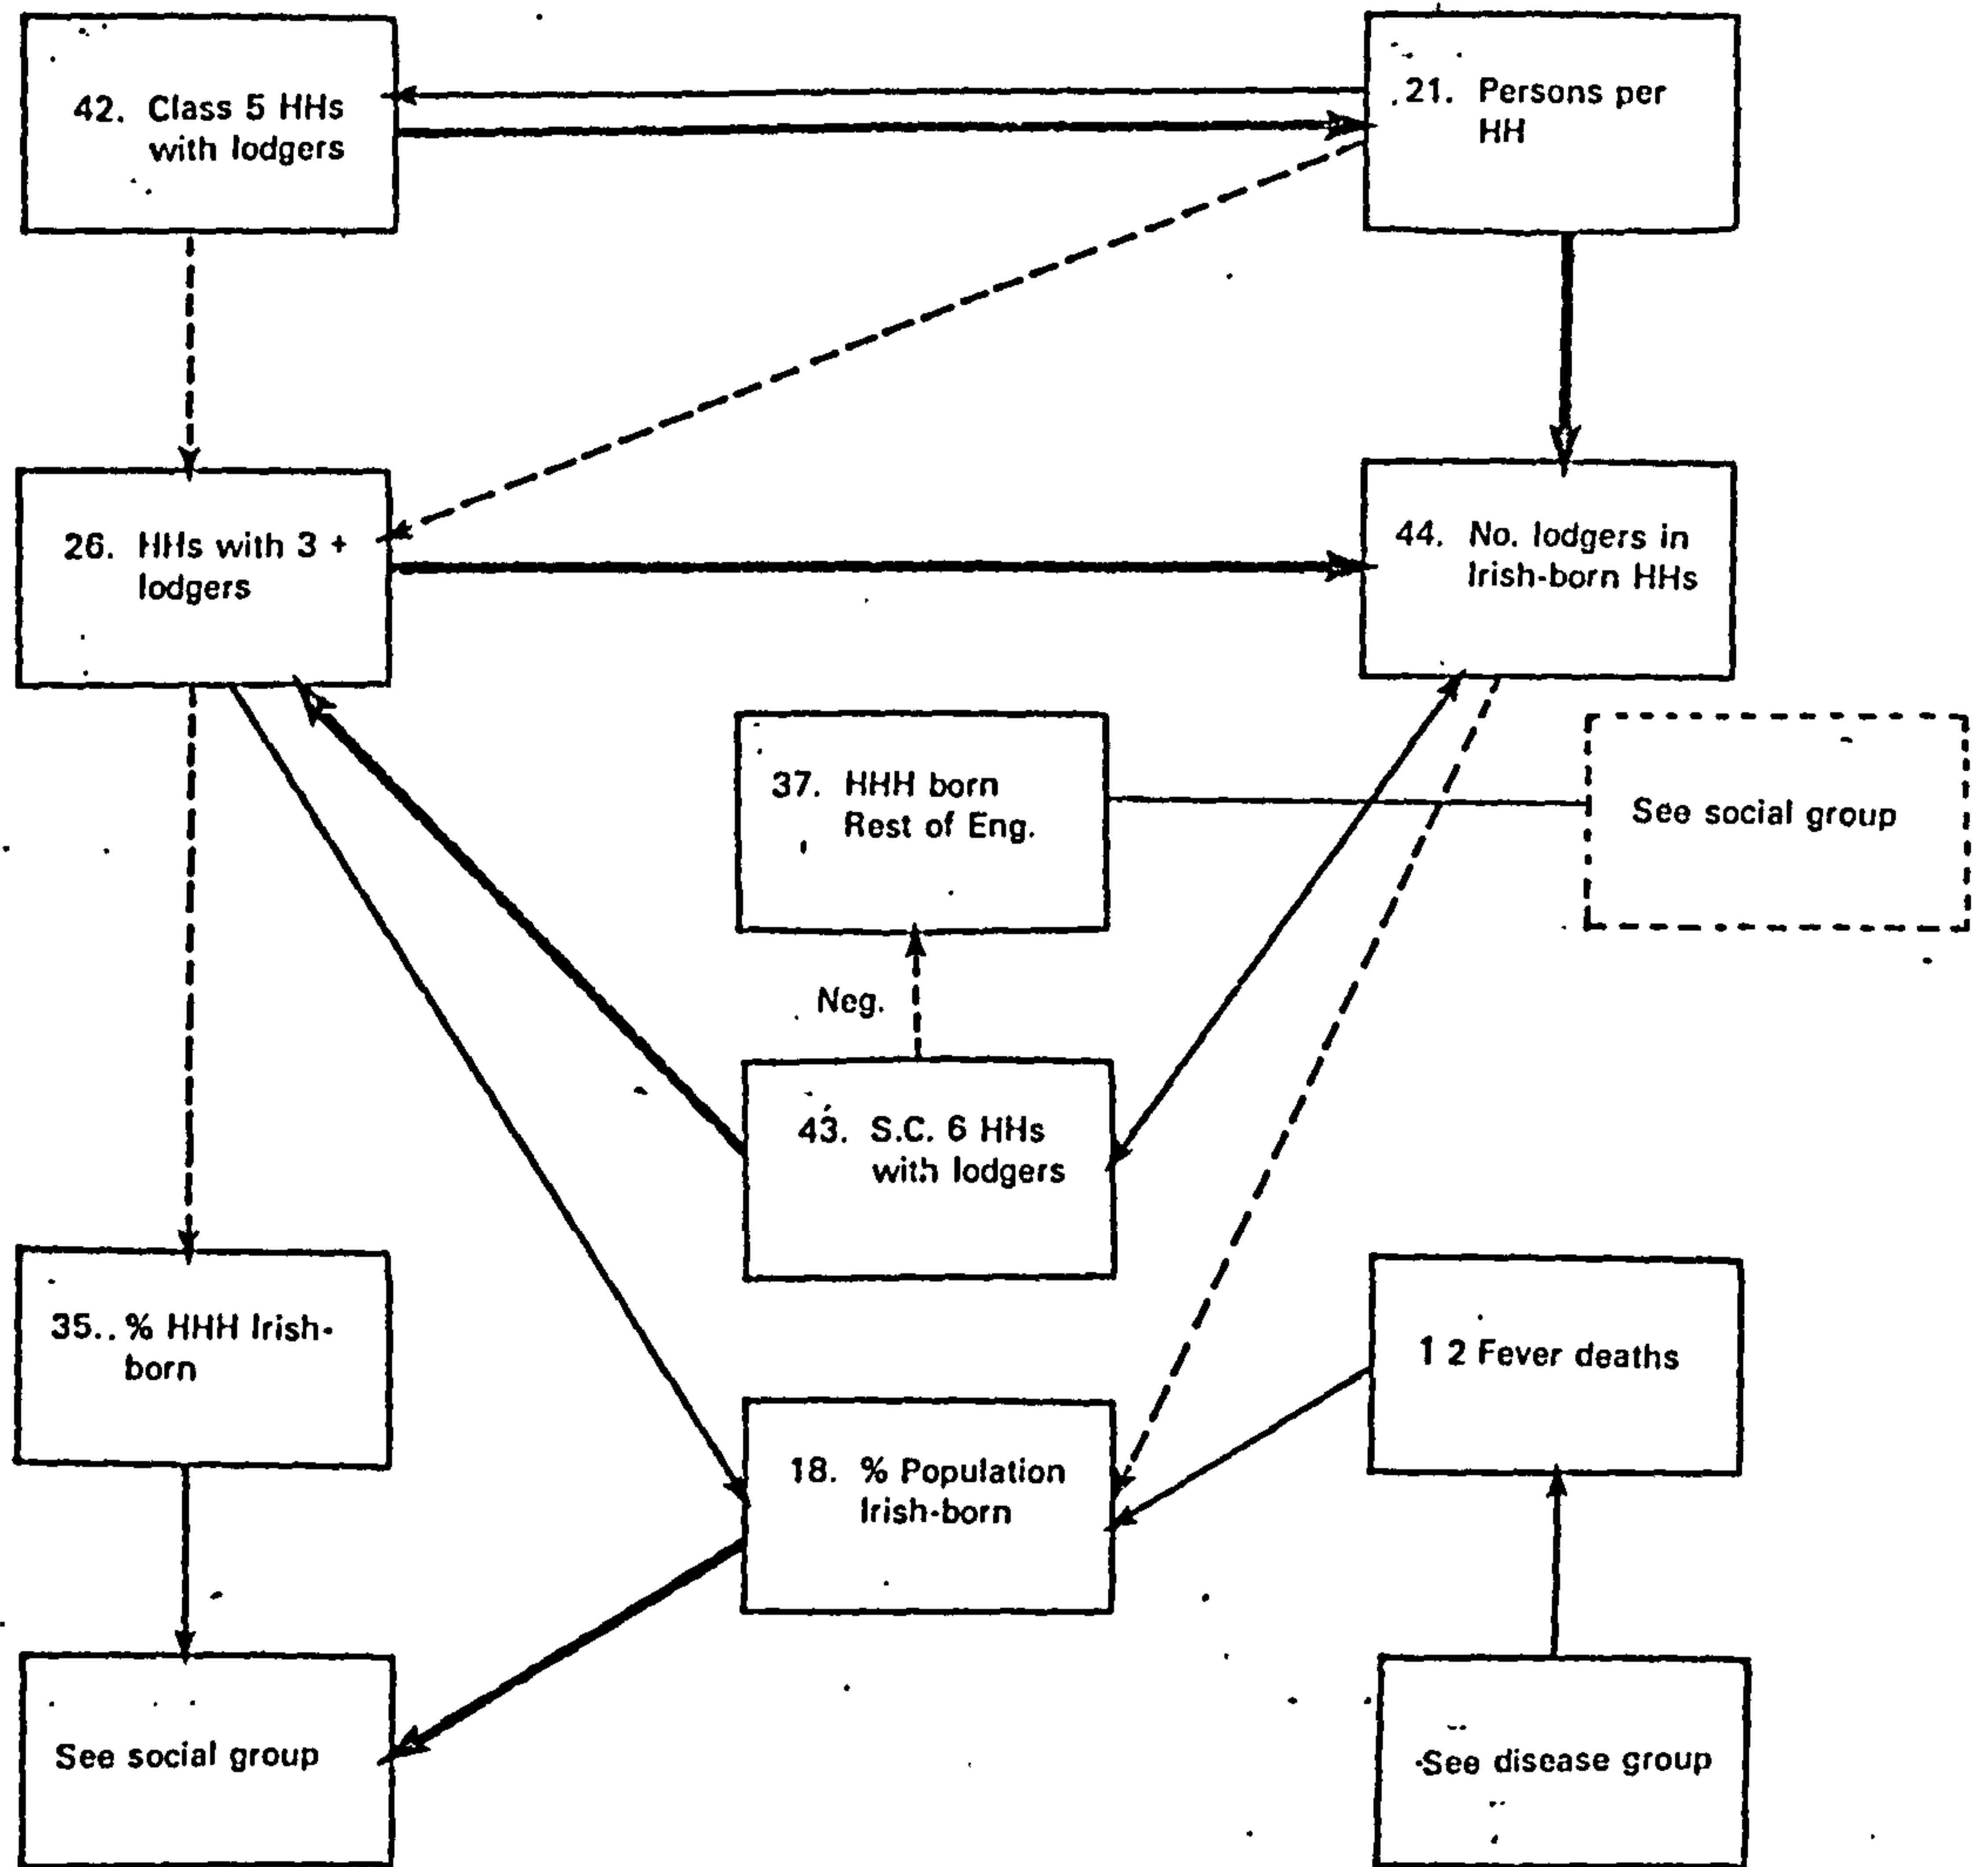 42. Class 5 HHs
with lodgers
21. Persons per
HH
26. HHs with 3 +
lodgers
44. No. lodgers in
Irish-born HHs
37. HHH born
Rest of Eng.
See social group
Neg.
43. S.C. 6 HHs
with lodgers
35. % HHH Irish-
born
12 Fever deaths
18. % Population
Irish-born
See social group
See disease group